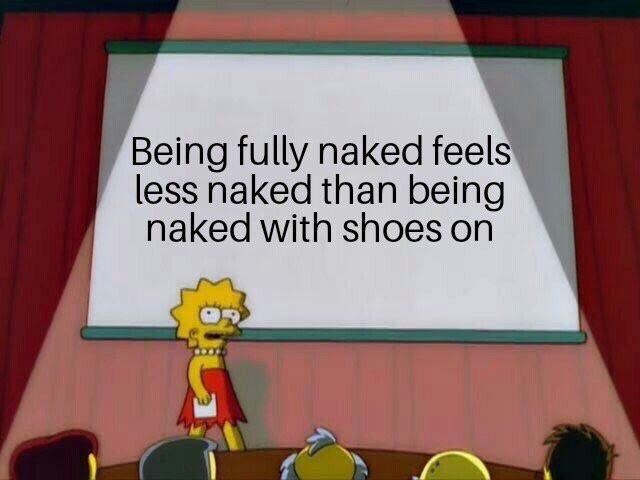 Being fully naked feels
less naked than being
naked with shoes on